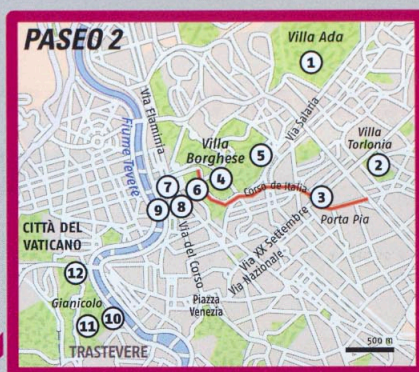 PASEO 2
Villa Ada
1
Via Salaria
Via Flaminia
Fiume Tevere
Villa
Borghese
5
Villa
Torlonia
2
4
7
6
Corso de Italia
3
9
8
Porta Pia
CITTÀ DEL
VATICANO
Via del Corso
Via XX Settembre
Via Nazionale
12
Gianicolo
Piazza
Venezia
11
10
TRASTEVERE
500 m